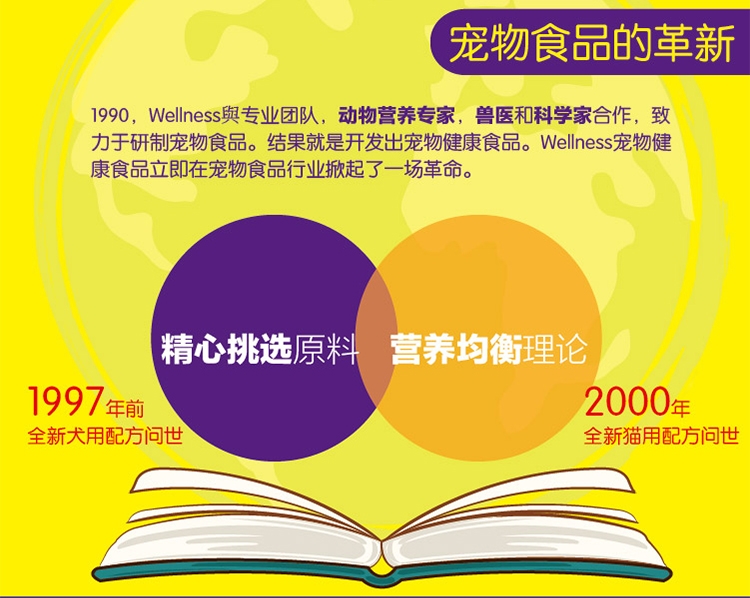 宠物食品的革新
1990，Wellness與专业团队，动物营养专家，兽医和科学家合作，致
力于研制宠物食品。结果就是开发出宠物健康食品。Wellness宠物健
康食品立即在宠物食品行业掀起了一场革命。
精心挑选原料
营养均衡理论
1997年前
全新犬用配方问世
2000年
全新猫用配方问世